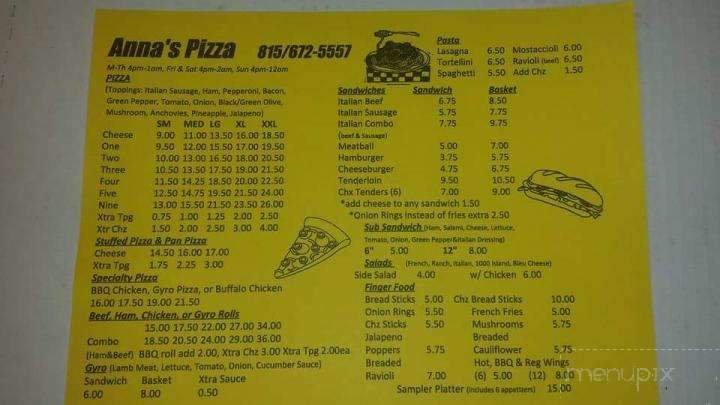 Anna's Pizza 815/672-5557
M-Th 4pm-1am, Fri & Sat 4pm-2am, Sun 4pm-12am
PIZZA
(Toppings: Italian Sausage, Ham, Pepperoni, Bacon,
Green Pepper, Tomato, Onion, Black/Green Olive,
Mushroom, Anchovies, Pineapple, Jalapeno)
SM MED LG XL XXL
Cheese 9.00 11.00 13.50 16.00 18.50
One 9.50 12.00 15.50 17.00 19.50
Two 10.00 13.00 16.50 18.00 20.50
Three 10.50 13.50 17.50 19.00 21.50
Four 11.50 14.25 18.50 20.00 22.50
Five 12.50 14.75 19.50 21.50 24.00
Nine 13.00 15.50 21.50 23.50 26.00
Xtra Tpg 0.75 1.00 1.25 2.00 2.50
Xtr Chz 1.50 2.00 2.50 3.00 4.00
Stuffed Pizza & Pan Pizza
Cheese 14.50 16.00 17.00
Xtra Tpg 1.75 2.25 3.00
Specialty Pizza
BBQ Chicken, Gyro Pizza, or Buffalo Chicken
16.00 17.50 19.00 21.50
Beef, Ham, Chicken, or Gyro Rolls
15.00 17.50 22.00 27.00 34.00
Combo 18.50 20.50 24.00 29.00 36.00
(Ham&Beef) BBQ roll add 2.00, Xtra Chz 3.00 Xtra Tpg 2.00ea
Gyro (Lamb Meat, Lettuce, Tomato, Onion, Cucumber Sauce)
Sandwich Basket Xtra Sauce
6.00 8.00 0.50
Pasta
Lasagna 6.50 Mostaccioli 6.00
Tortellini 6.50 Ravioli (beef) 6.50
Spaghetti 5.50 Add Chz 1.50
Sandwiches Sandwich Basket
Italian Beef 6.75 8.50
Italian Sausage 5.75 7.75
Italian Combo 7.75 9.75
(beef & Sausage)
Meatball 5.00 7.00
Hamburger 3.75 5.75
Cheeseburger 4.75 6.75
Tenderloin 9.50 10.50
Chx Tenders (6) 7.00 9.00
*add cheese to any sandwich 1.50
*Onion Rings instead of fries extra 2.50
Sub Sandwich (Ham, Salami, Cheese, Lettuce,
Tomato, Onion, Green Pepper&Italian Dressing)
6" 5.00 12" 8.00
Salads (French, Ranch, Italian, 1000 Island, Bleu Cheese)
Side Salad 4.00 w/ Chicken 6.00
Finger Food
Bread Sticks 5.00 Chz Bread Sticks 10.00
Onion Rings 5.50 French Fries 5.00
Chz Sticks 5.50 Mushrooms 5.75
Jalapeno Breaded
Poppers 5.75 Cauliflower 5.75
Breaded Hot, BBQ & Reg Wings
Ravioli 7.00 (6) 5.00 (12) 8.00
Sampler Platter (includes 6 appetizers) 15.00
menupix